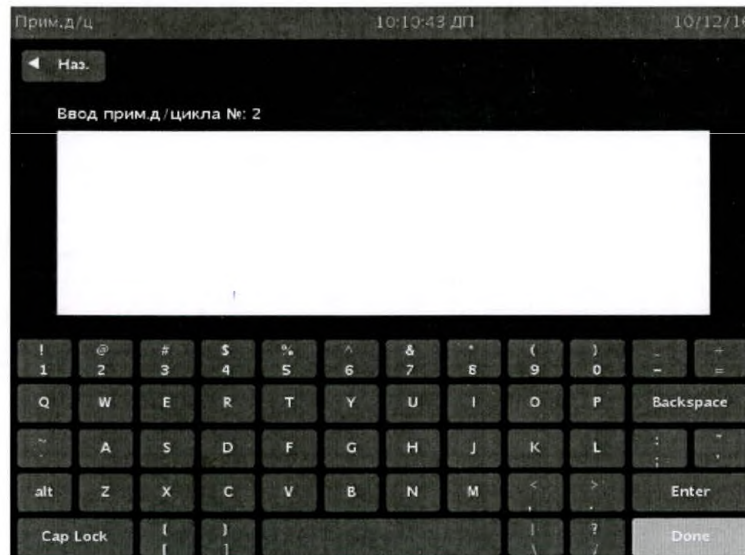 Прим.д/ц 10:10:43 ДП 10/12/16
◄ Наз.
Ввод прим.д/цикла №: 2
! @ # $ % ^ & * ( ) _ +
1 2 3 4 5 6 7 8 9 0 - =
Q W E R T Y U I O P Backspace
~ A S D F G H J K L : ; " '
alt Z X C V B N M < , > . Enter
Cap Lock { [ } ] | \ ? / Done